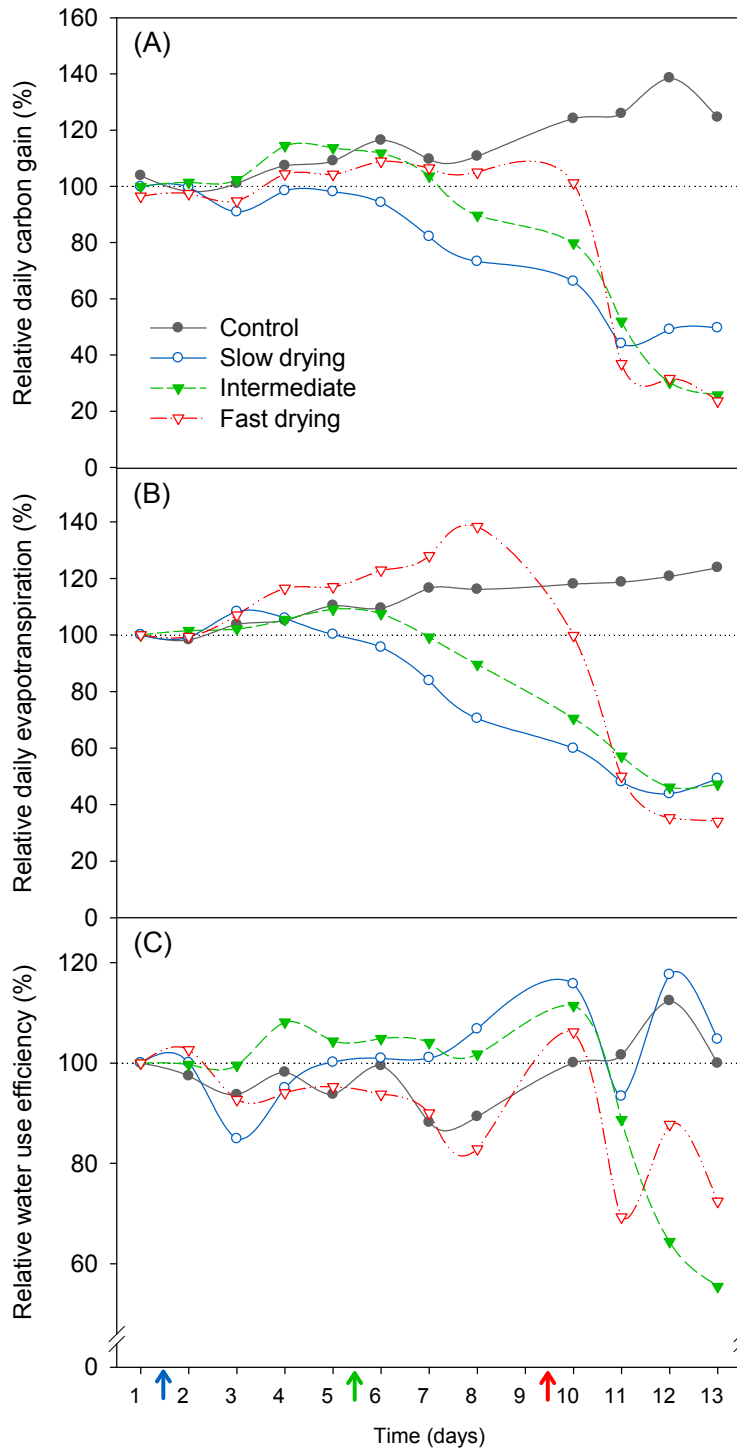 160
(A)
140
120
100
80
60
40
20
0
Relative daily carbon gain (%)
Control
Slow drying
Intermediate
Fast drying
(B)
140
120
100
80
60
40
20
0
Relative daily evapotranspiration (%)
(C)
120
100
80
60
0
Relative water use efficiency (%)
1 2 3 4 5 6 7 8 9 10 11 12 13
Time (days)